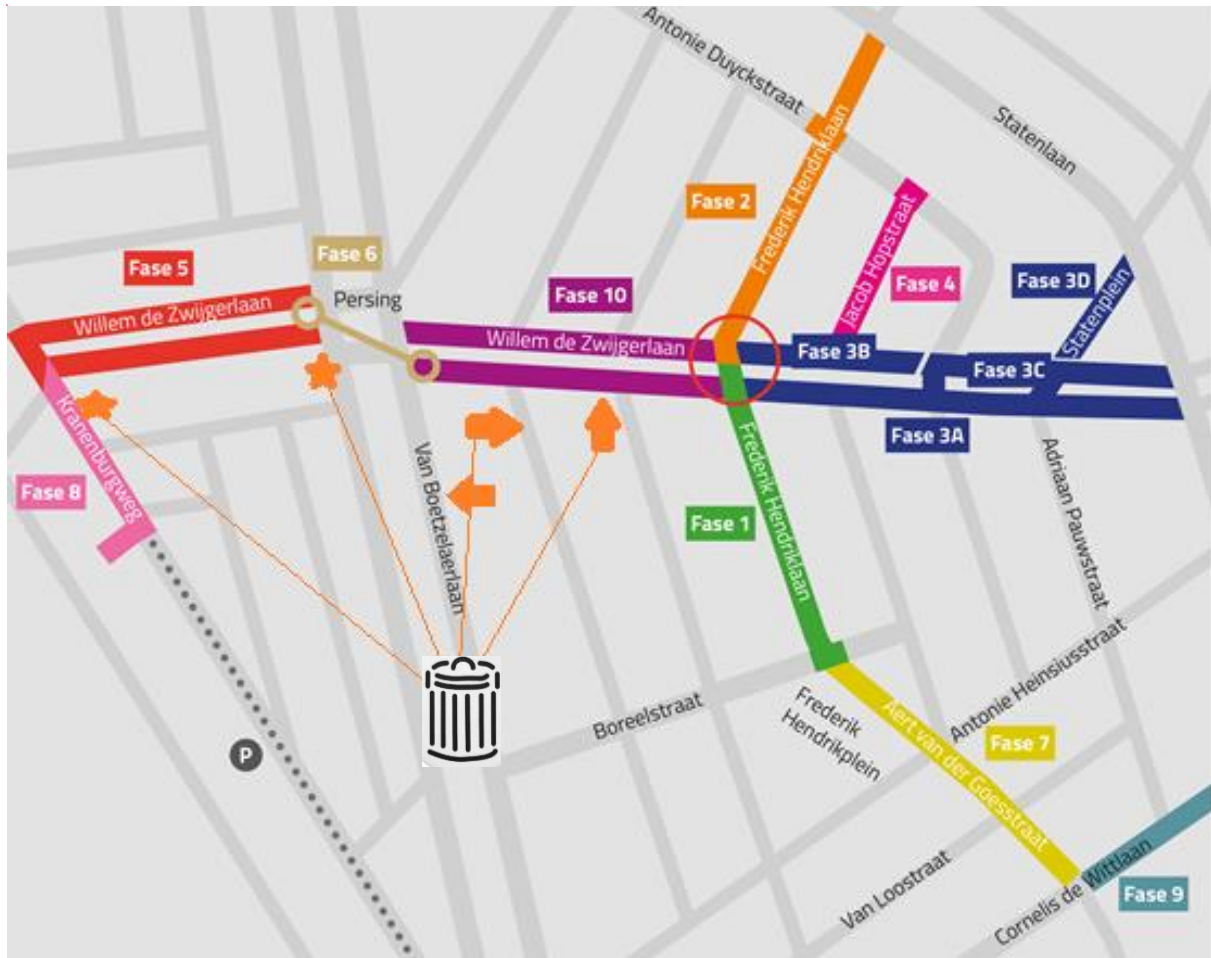 Antonie Duyckstraat
Statenlaan
Frederik Hendriklaan
Fase 2
Jacob Hopstraat
Fase 6
Fase 5
Fase 4
Fase 3D
Statenplein
Persing
Fase 10
Willem de Zwijgerlaan
Willem de Zwijgerlaan
Fase 3B
Fase 3C
Kranenburgweg
Fase 3A
Van Boetzelaerlaan
Frederik Hendriklaan
Adriaan Pauwstraat
Fase 8
Fase 1
Antonie Heinsiusstraat
Boreelstraat
Frederik
Hendrikplein
Aert van der Goesstraat
Fase 7
P
Van Loostraat
Cornelis de Wittlaan
Fase 9